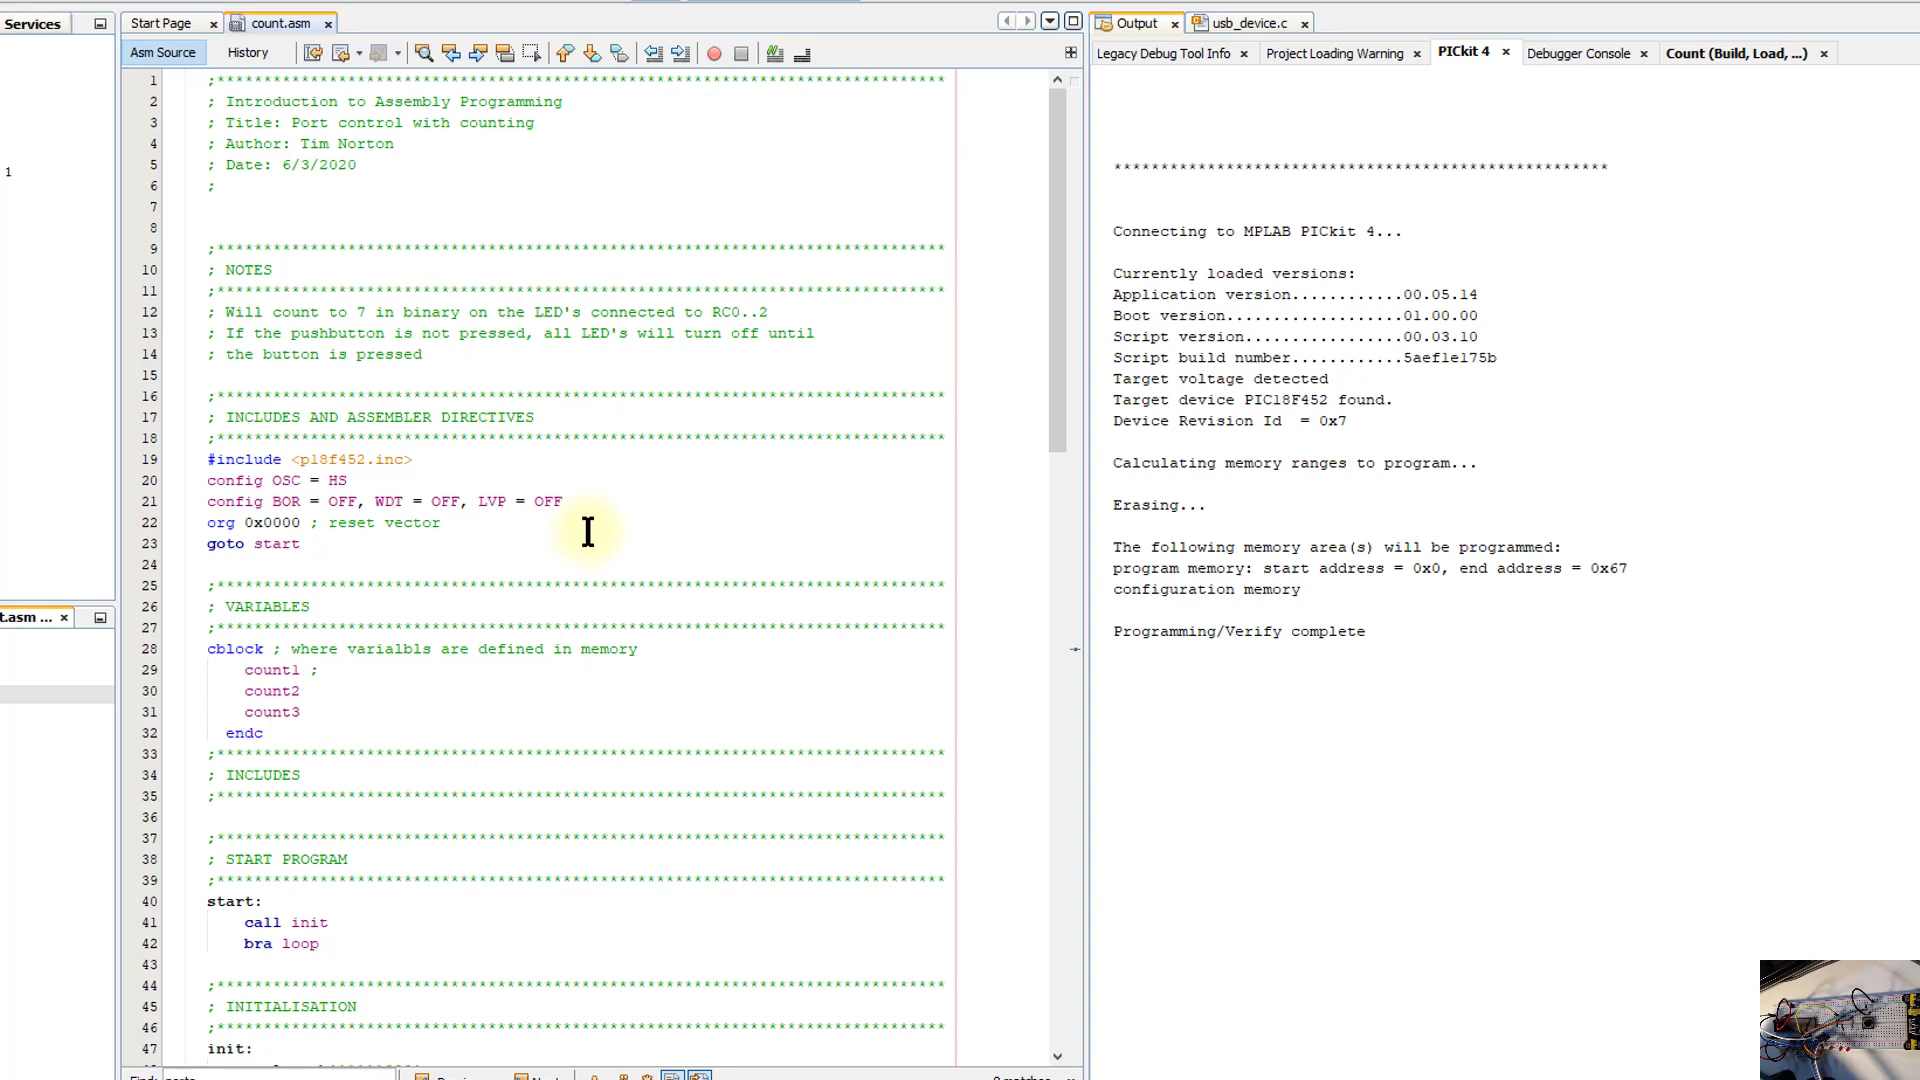 Services
Start Page
count.asm
Output
usb_device.c
Asm Source
History
Legacy Debug Tool Info
Project Loading Warning
PICkit 4
Debugger Console
Count (Build, Load, ...)
1
t.asm ...
1 ;*******************************************************************************
2 ; Introduction to Assembly Programming
3 ; Title: Port control with counting
4 ; Author: Tim Norton
5 ; Date: 6/3/2020
6 ;
7
8
9 ;*******************************************************************************
10 ; NOTES
11 ;*******************************************************************************
12 ; Will count to 7 in binary on the LED's connected to RC0..2
13 ; If the pushbutton is not pressed, all LED's will turn off until
14 ; the button is pressed
15
16 ;*******************************************************************************
17 ; INCLUDES AND ASSEMBLER DIRECTIVES
18 ;*******************************************************************************
19 #include <p18f452.inc>
20 config OSC = HS
21 config BOR = OFF, WDT = OFF, LVP = OFF
22 org 0x0000 ; reset vector
23 goto start
24
25 ;*******************************************************************************
26 ; VARIABLES
27 ;*******************************************************************************
28 cblock ; where varialbls are defined in memory
29 count1 ;
30 count2
31 count3
32 endc
33 ;*******************************************************************************
34 ; INCLUDES
35 ;*******************************************************************************
36
37 ;*******************************************************************************
38 ; START PROGRAM
39 ;*******************************************************************************
40 start:
41 call init
42 bra loop
43
44 ;*******************************************************************************
45 ; INITIALISATION
46 ;*******************************************************************************
47 init:
*****************************************************
Connecting to MPLAB PICkit 4...
Currently loaded versions:
Application version............00.05.14
Boot version...................01.00.00
Script version.................00.03.10
Script build number............5aef1e175b
Target voltage detected
Target device PIC18F452 found.
Device Revision Id  = 0x7
Calculating memory ranges to program...
Erasing...
The following memory area(s) will be programmed:
program memory: start address = 0x0, end address = 0x67
configuration memory
Programming/Verify complete